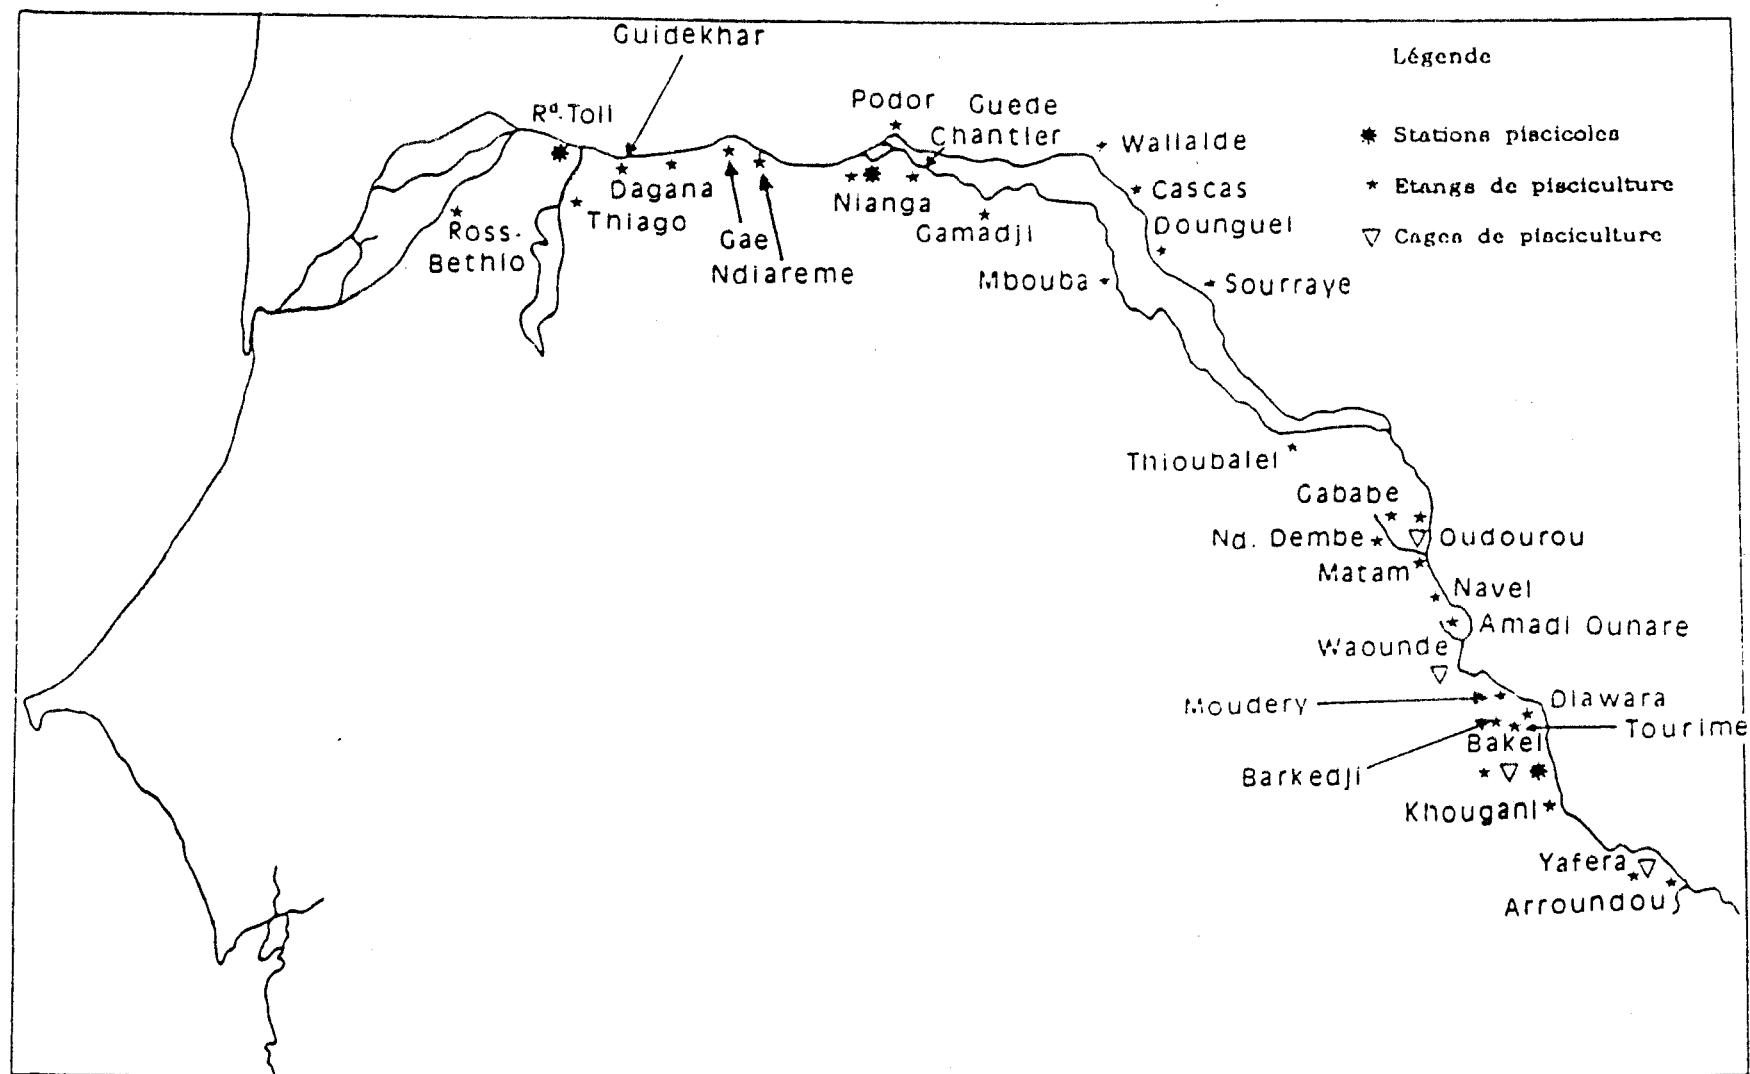 Guidekhar
Légende
Rd. Toll
Podor
Guede
Chantier
Wallalde
Stations piscicoles
Dagana
Thiago
Nianga
Cascas
Etangs de pisciculture
Ross-
Bethio
Gae
Ndiareme
Gamadji
Dounguel
Cages de pisciculture
Mbouba
Sourraye
Thioubalel
Gababe
Nd. Dembe
Oudourou
Matam
Navel
Amadi Ounare
Waounde
Moudery
Diawara
Tourime
Bakel
Barkedji
Khougani
Yafera
Arroundou